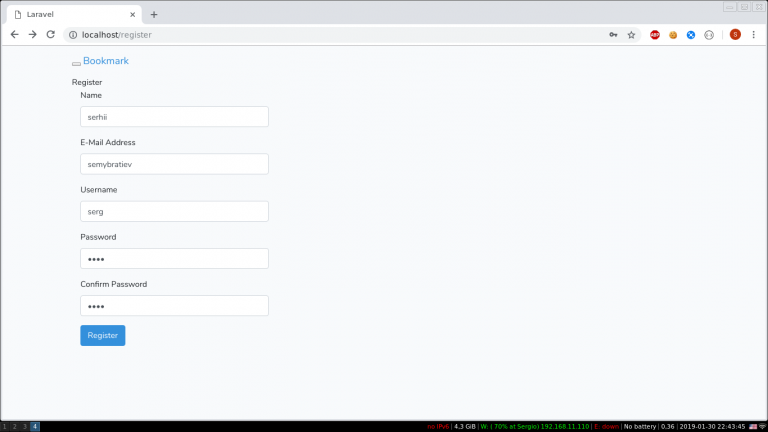 Laravel
localhost/register
ABP
S
Bookmark
Register
Name
serhii
E-Mail Address
semybratiev
Username
serg
Password
••••
Confirm Password
••••
Register
1 2 3 4
no IPv6 | 4,3 GiB | W: ( 70% at Sergio) 192.168.11.110 | E: down | No battery | 0,36 | 2019-01-30 22:43:45